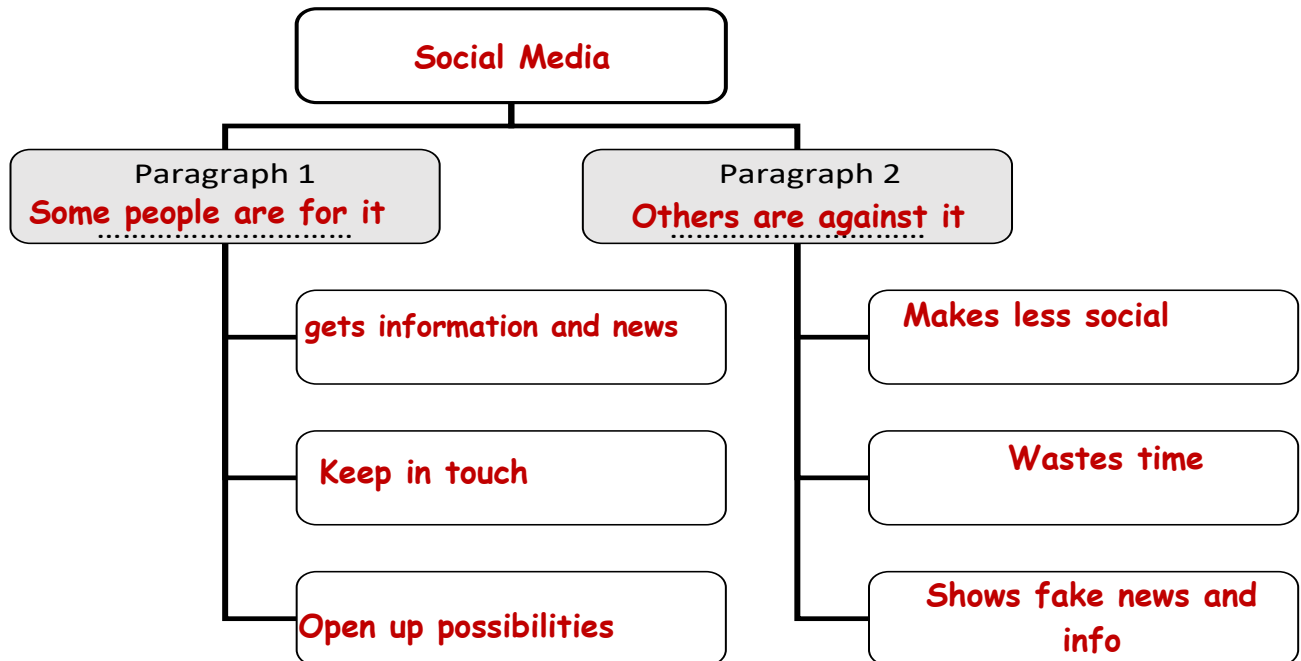 Social Media
Paragraph 1
Some people are for it
gets information and news
Keep in touch
Open up possibilities
Paragraph 2
Others are against it
Makes less social
Wastes time
Shows fake news and
info